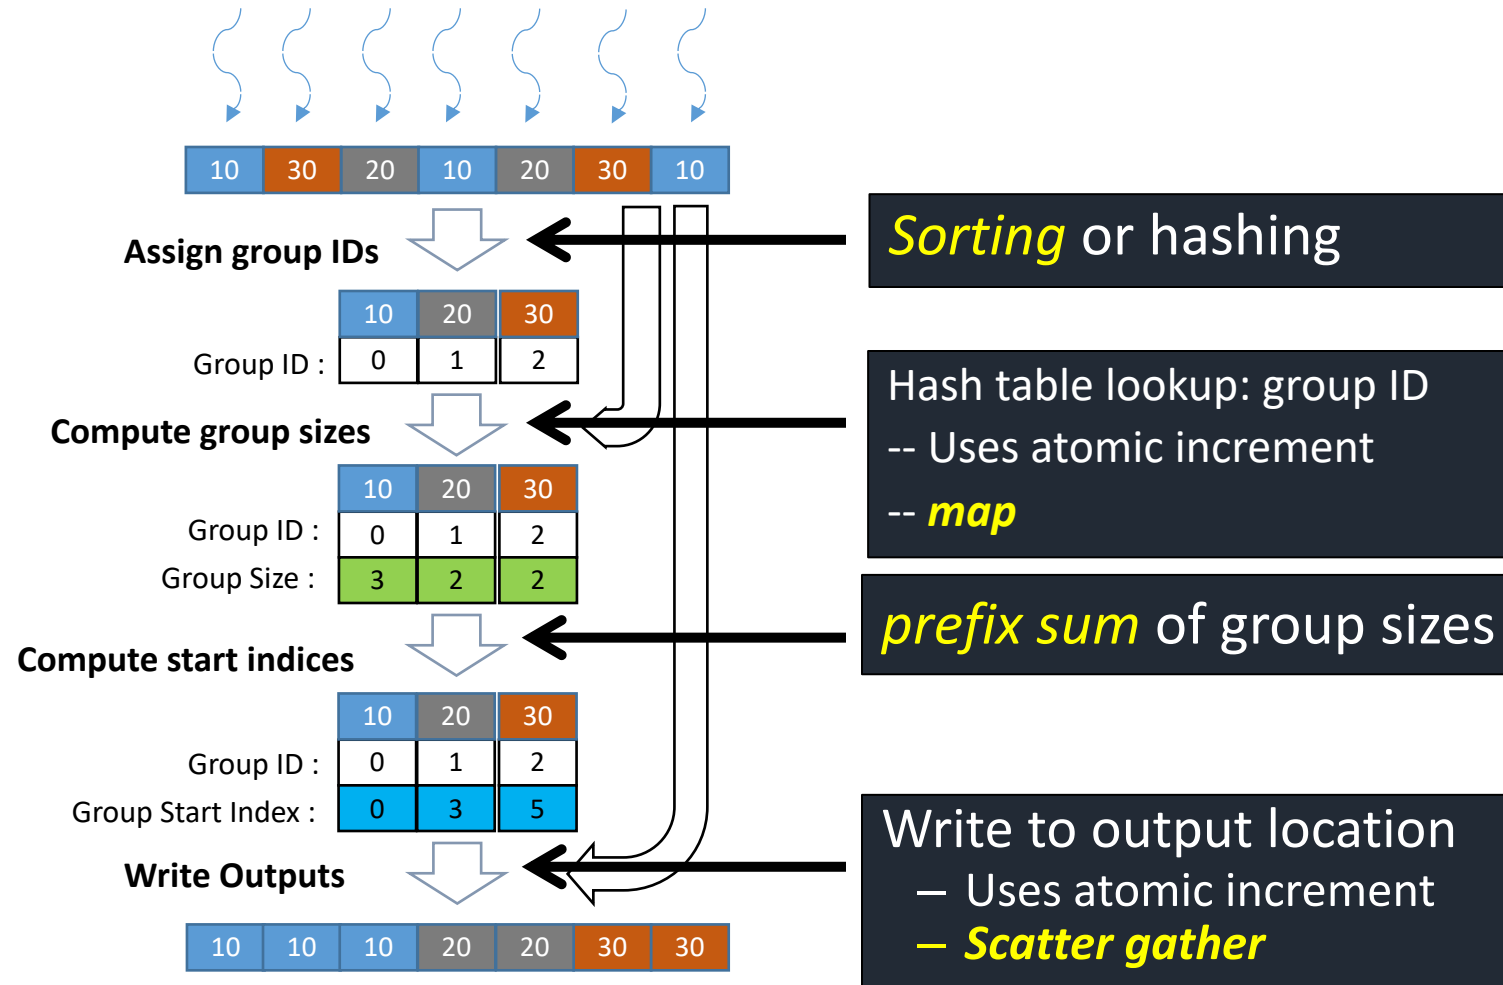 10 30 20 10 20 30 10
Assign group IDs
Sorting or hashing
10 20 30
Group ID : 0 1 2
Compute group sizes
Hash table lookup: group ID
-- Uses atomic increment
-- map
10 20 30
Group ID : 0 1 2
Group Size : 3 2 2
Compute start indices
prefix sum of group sizes
10 20 30
Group ID : 0 1 2
Group Start Index : 0 3 5
Write Outputs
Write to output location
– Uses atomic increment
– Scatter gather
10 10 10 20 20 30 30